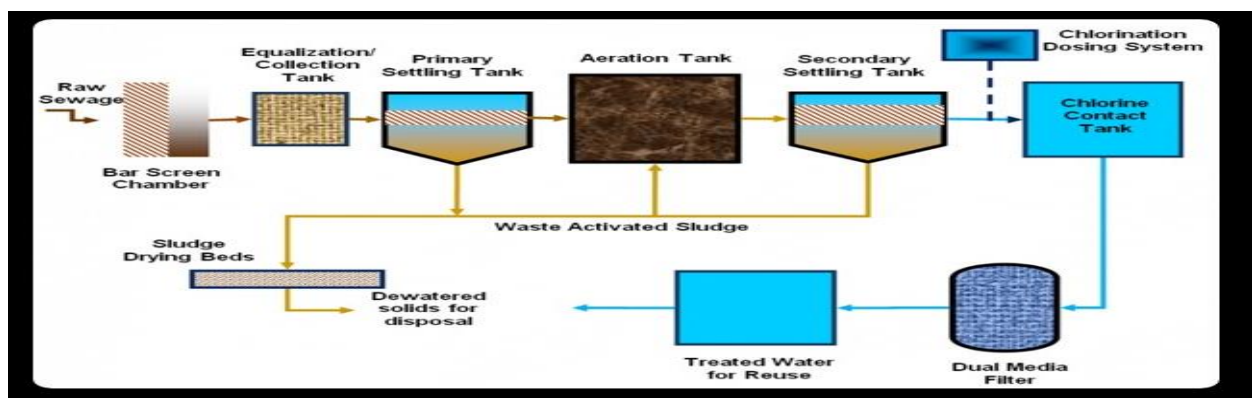 Raw
Sewage
Bar Screen
Chamber
Equalization/
Collection
Tank
Primary
Settling Tank
Aeration Tank
Secondary
Settling Tank
Chlorination
Dosing System
Chlorine
Contact
Tank
Waste Activated Sludge
Sludge
Drying Beds
Dewatered
solids for
disposal
Treated Water
for Reuse
Dual Media
Filter